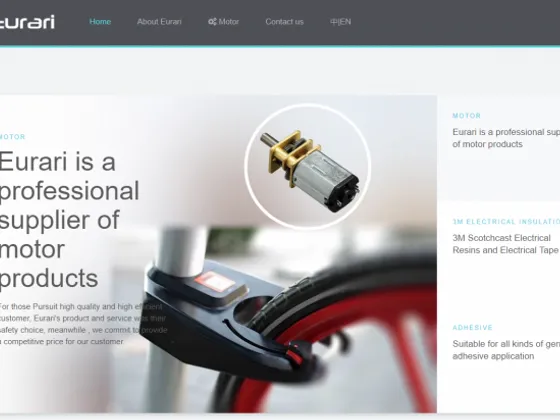 Eurari
Home
About Eurari
Motor
Contact us
中|EN
MOTOR
Eurari is a
professional
supplier of
motor
products
For those Pursuit high quality and high efficient
customer, Eurari's product and service was their
safety choice, meanwhile , we commit to provide
a competitive price for our customer
MOTOR
Eurari is a professional sup
of motor products
3M ELECTRICAL INSULATIO
3M Scotchcast Electrical
Resins and Electrical Tape
ADHESIVE
Suitable for all kinds of gen
adhesive application